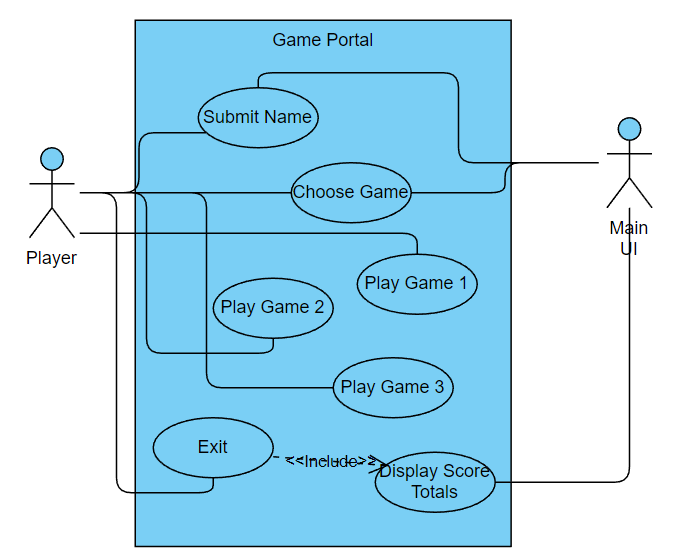 Game Portal
Submit Name
Choose Game
Player
Main
UI
Play Game 1
Play Game 2
Play Game 3
Exit
<<Include>>
Display Score
Totals